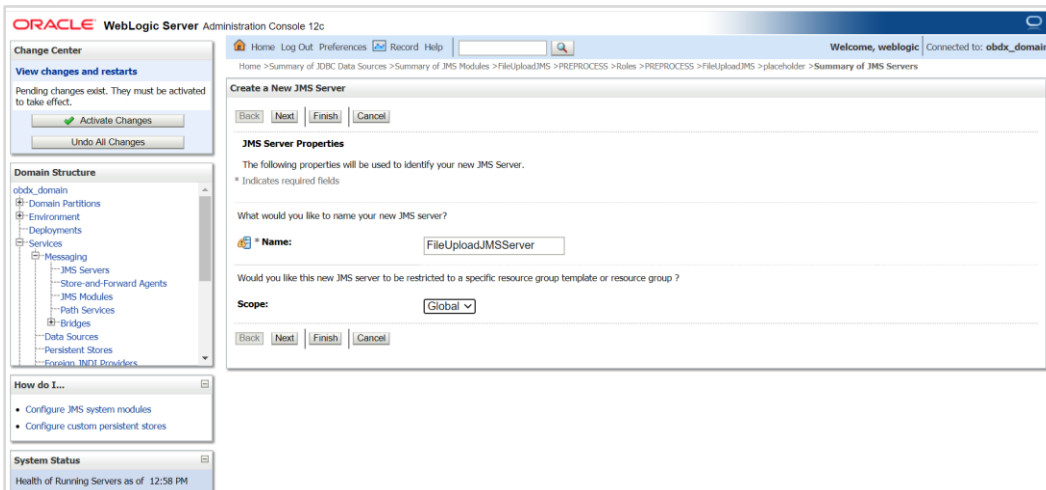 ORACLE WebLogic Server Administration Console 12c
Change Center
View changes and restarts
Pending changes exist. They must be activated
to take effect.
Activate Changes
Undo All Changes
Domain Structure
obdx_domain
Domain Partitions
Environment
Deployments
Services
Messaging
JMS Servers
Store-and-Forward Agents
JMS Modules
Path Services
Bridges
Data Sources
Persistent Stores
Foreign JNDI Providers
How do I...
Configure JMS system modules
Configure custom persistent stores
System Status
Health of Running Servers as of 12:58 PM
Home Log Out Preferences Record Help
Welcome, weblogic Connected to: obdx_domain
Home >Summary of JDBC Data Sources >Summary of JMS Modules >FileUploadJMS >PREPROCESS >Roles >PREPROCESS >FileUploadJMS >placeholder >Summary of JMS Servers
Create a New JMS Server
Back Next Finish Cancel
JMS Server Properties
The following properties will be used to identify your new JMS Server.
* Indicates required fields
What would you like to name your new JMS server?
* Name: FileUploadJMSServer
Would you like this new JMS server to be restricted to a specific resource group template or resource group ?
Scope: Global
Back Next Finish Cancel